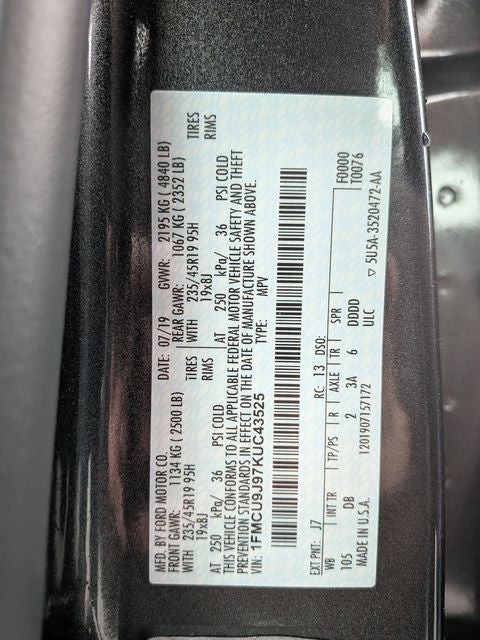 MFD. BY FORD MOTOR CO. DATE: 07/19 GVWR: 2195 KG ( 4840 LB)
FRONT GAWR: 1134 KG ( 2500 LB) REAR GAWR: 1067 KG ( 2352 LB)
WITH 235/45R19 95H TIRES WITH 235/45R19 95H TIRES
19x8J RIMS 19x8J RIMS
AT 250 kPa/ 36 PSI COLD AT 250 kPa/ 36 PSI COLD
THIS VEHICLE CONFORMS TO ALL APPLICABLE FEDERAL MOTOR VEHICLE SAFETY AND THEFT
PREVENTION STANDARDS IN EFFECT ON THE DATE OF MANUFACTURE SHOWN ABOVE.
VIN: 1FMCU9J97KUC43525 TYPE: MPV
EXT PNT: J7 RC: 13 DSO: F0000
WB INT TR TP/PS R AXLE TR SPR T0076
105 DB 2 3A 6 DDDD
1201907157172 ULC
MADE IN U.S.A. ▽ 5U5A-3520472-AA